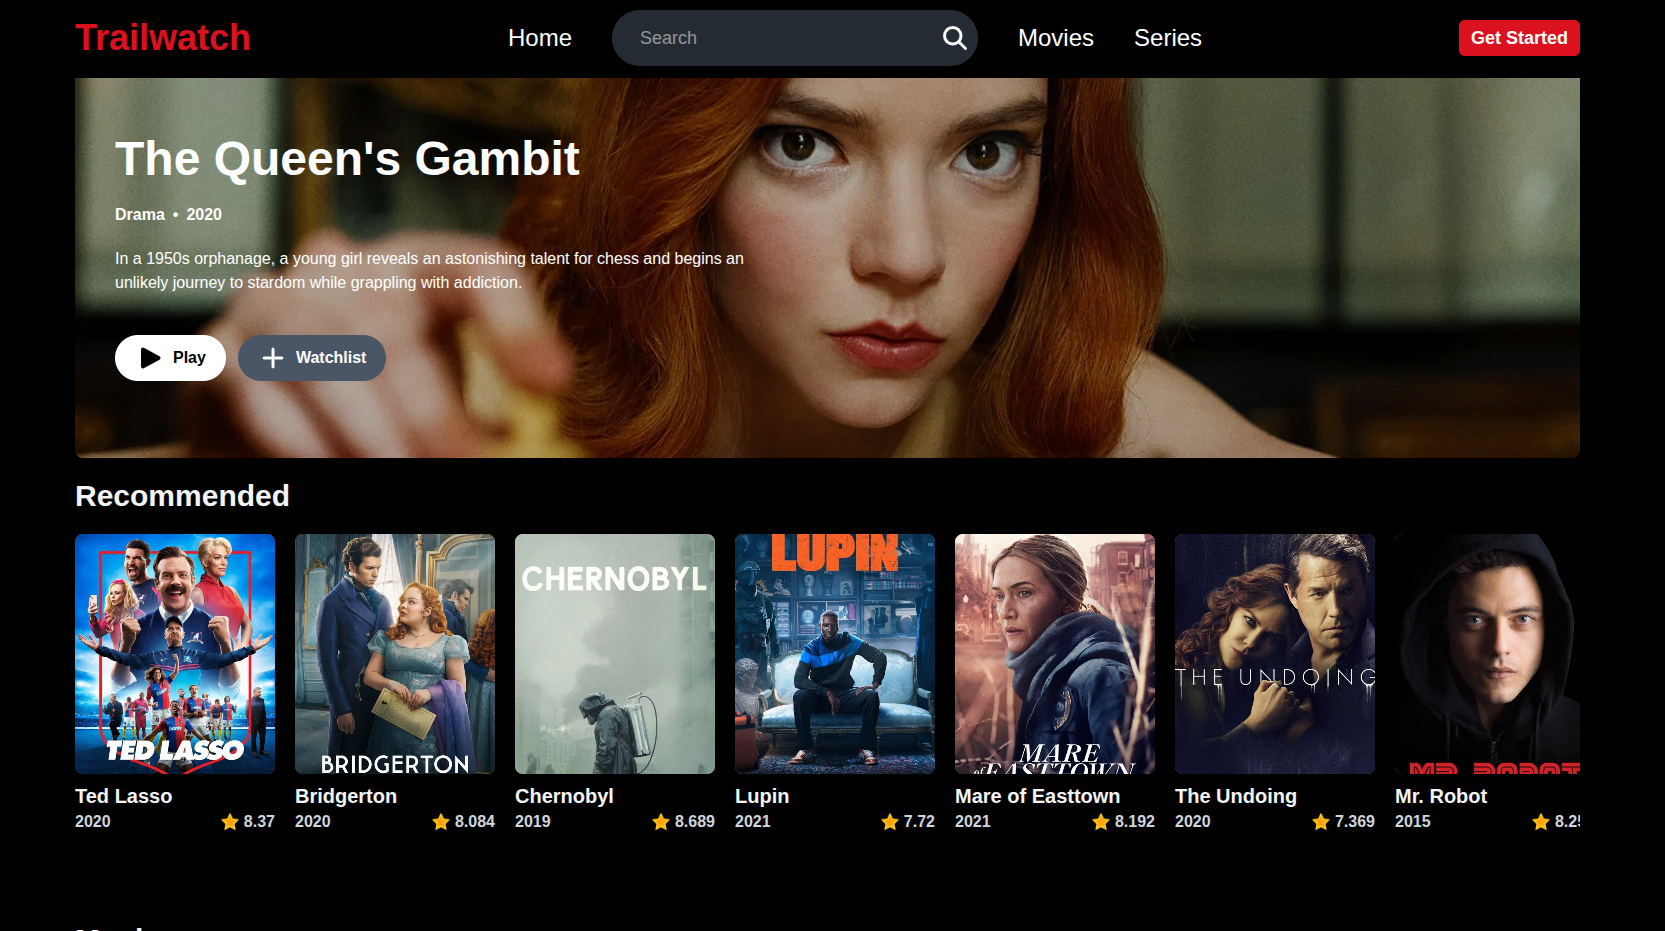 Trailwatch
Home
Search
Movies
Series
Get Started
The Queen's Gambit
Drama • 2020
In a 1950s orphanage, a young girl reveals an astonishing talent for chess and begins an
unlikely journey to stardom while grappling with addiction.
Play
Watchlist
Recommended
TED LASSO
BRIDGERTON
CHERNOBYL
LUPIN
MARE
of EASTTOWN
THE UNDOING
MR. ROBOT
Ted Lasso
2020
8.37
Bridgerton
2020
8.084
Chernobyl
2019
8.689
Lupin
2021
7.72
Mare of Easttown
2021
8.192
The Undoing
2020
7.369
Mr. Robot
2015
8.25